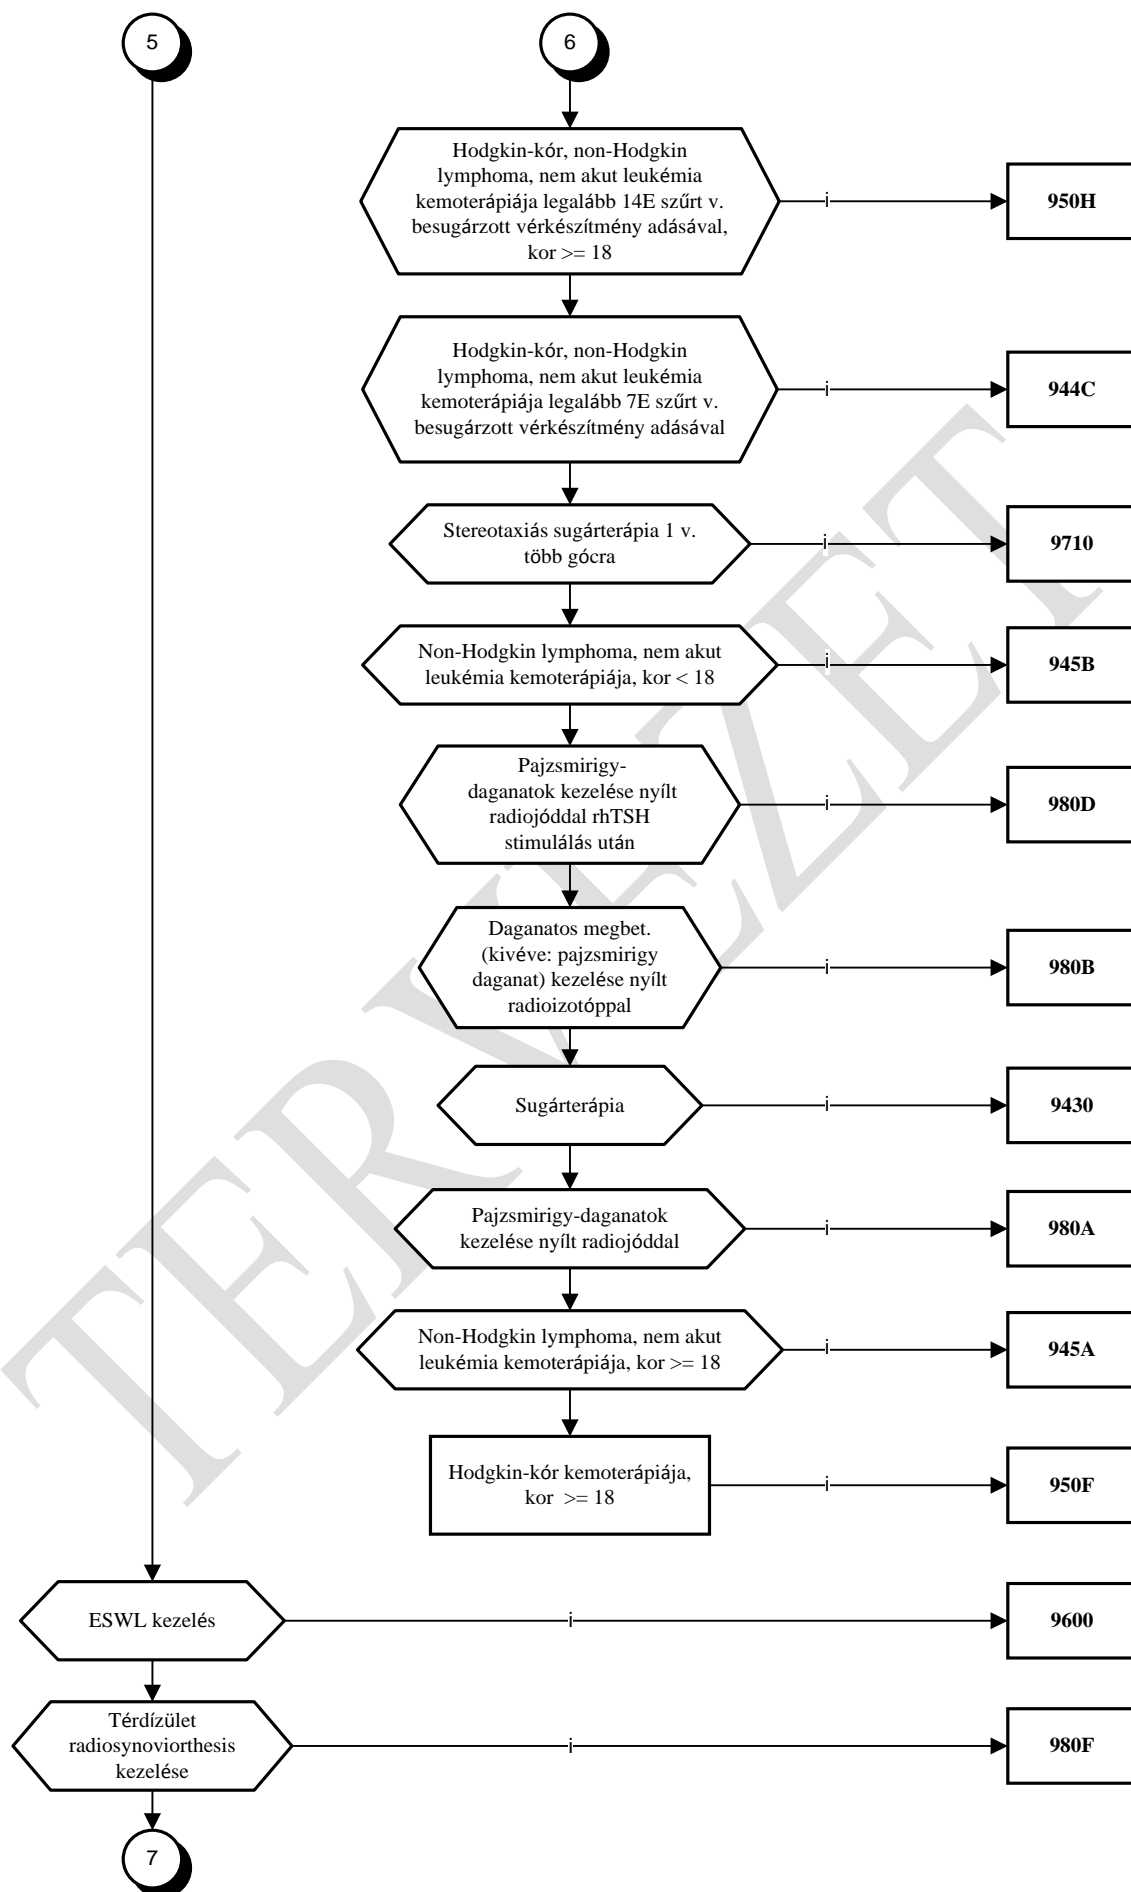 5
6
Hodgkin-kór, non-Hodgkin
lymphoma, nem akut leukémia
kemoterápiája legalább 14E szűrt v.
besugárzott vérkészítmény adásával,
kor >= 18
i
950H
Hodgkin-kór, non-Hodgkin
lymphoma, nem akut leukémia
kemoterápiája legalább 7E szűrt v.
besugárzott vérkészítmény adásával
i
944C
Stereotaxiás sugárterápia 1 v.
több gócra
i
9710
Non-Hodgkin lymphoma, nem akut
leukémia kemoterápiája, kor < 18
i
945B
Pajzsmirigy-
daganatok kezelése nyílt
radiojóddal rhTSH
stimulálás után
i
980D
Daganatos megbet.
(kivéve: pajzsmirigy
daganat) kezelése nyílt
radioizotóppal
i
980B
Sugárterápia
i
9430
Pajzsmirigy-daganatok
kezelése nyílt radiojóddal
i
980A
Non-Hodgkin lymphoma, nem akut
leukémia kemoterápiája, kor >= 18
i
945A
Hodgkin-kór kemoterápiája,
kor >= 18
i
950F
ESWL kezelés
i
9600
Térdízület
radiosynoviorthesis
kezelése
i
980F
7
TERVEZET